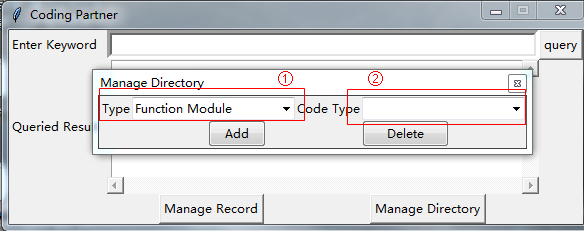 Coding Partner
Enter Keyword query
Manage Directory ① ②
Type Function Module Code Type
Queried Resu
Add Delete
Manage Record Manage Directory